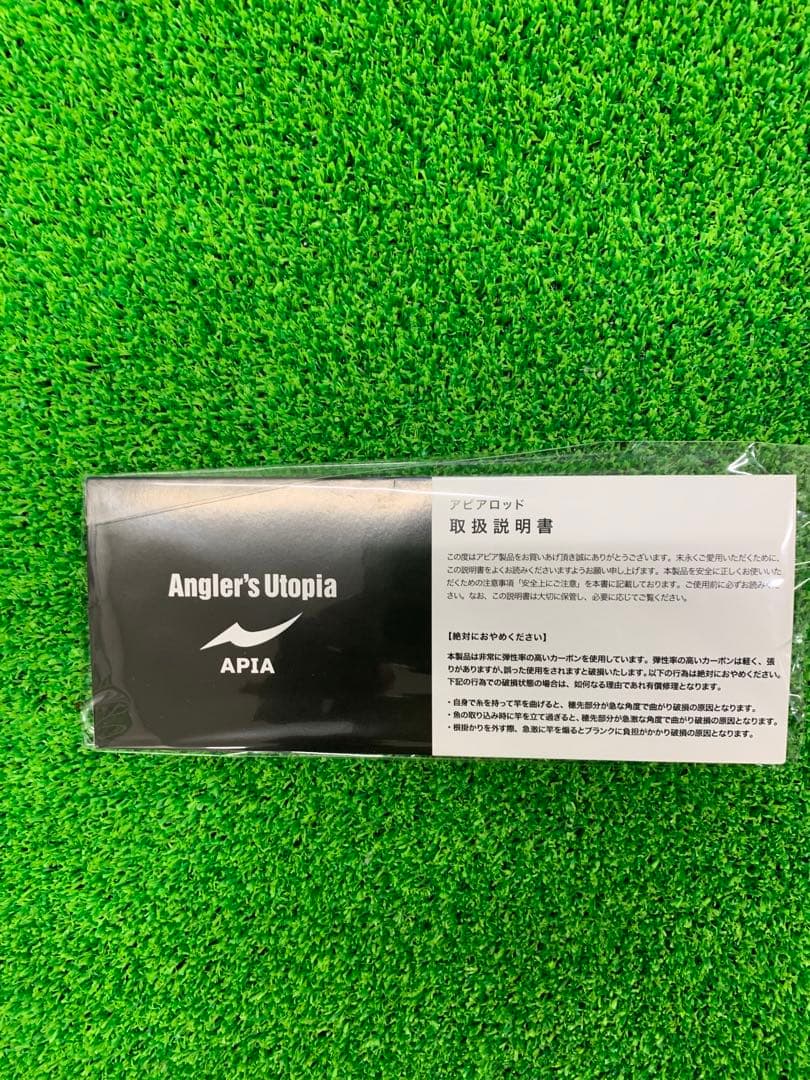 Angler's Utopia
APIA
アピアロッド
取扱説明書
この度はアピア製品をお買いあげ頂き誠にありがとうございます。末永くご愛用いただくために、
この説明書をよくお読みくださいますようお願い申し上げます。本製品を安全に正しくお使いいた
だくための注意事項「安全上にご注意」を本書に記載しております。ご使用前に必ずお読みくだ
さい。なお、この説明書は大切に保管し、必要に応じてご覧ください。
【絶対におやめください】
本製品は非常に弾性率の高いカーボンを使用しています。弾性率の高いカーボンは軽く、張
りがありますが、誤った使用をされますと破損いたします。以下の行為は絶対におやめください。
下記の行為での破損状態の場合は、如何なる理由であれ有償修理となります。
・自身で糸を持って竿を曲げると、穂先部分が急な角度で曲がり破損の原因となります。
・魚の取り込み時に竿を立て過ぎると、穂先部分が急激な角度で曲がり破損の原因となります。
・根掛かりを外す際、急激に竿を煽るとブランクに負担がかかり破損の原因となります。